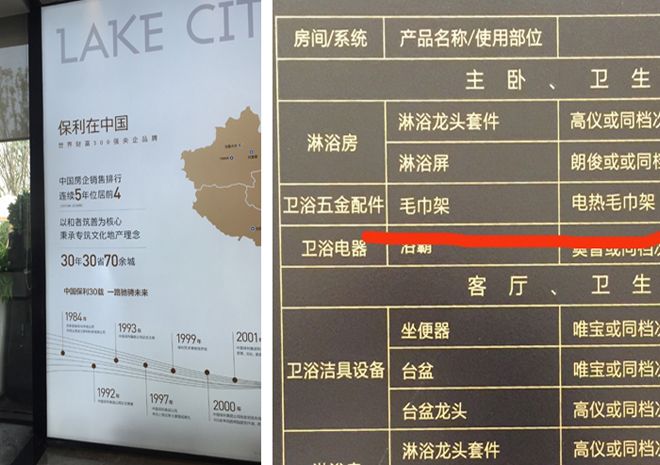 LAKE CIT
保利在中国
世界财富500强央企品牌
中国房企销售排行
连续5年位居前4
以和者筑善为核心
秉承专筑文化地产理念
30年30省70余城
中国保利30载 一路驰骋未来
1984年
1993年
1999年
2001
1992年
1997年
2000年
房间/系统 产品名称/使用部位
主卧、卫生
淋浴房 淋浴龙头套件 高仪或同档次
淋浴屏 朗俊或或同
卫浴五金配件 毛巾架 电热毛巾架
卫浴电器 浴霸 奥普或同档次
客厅、卫生
坐便器 唯宝或同档
卫浴洁具设备 台盆 唯宝或同档
台盆龙头 高仪或同档
淋浴龙头套件 高仪或同档